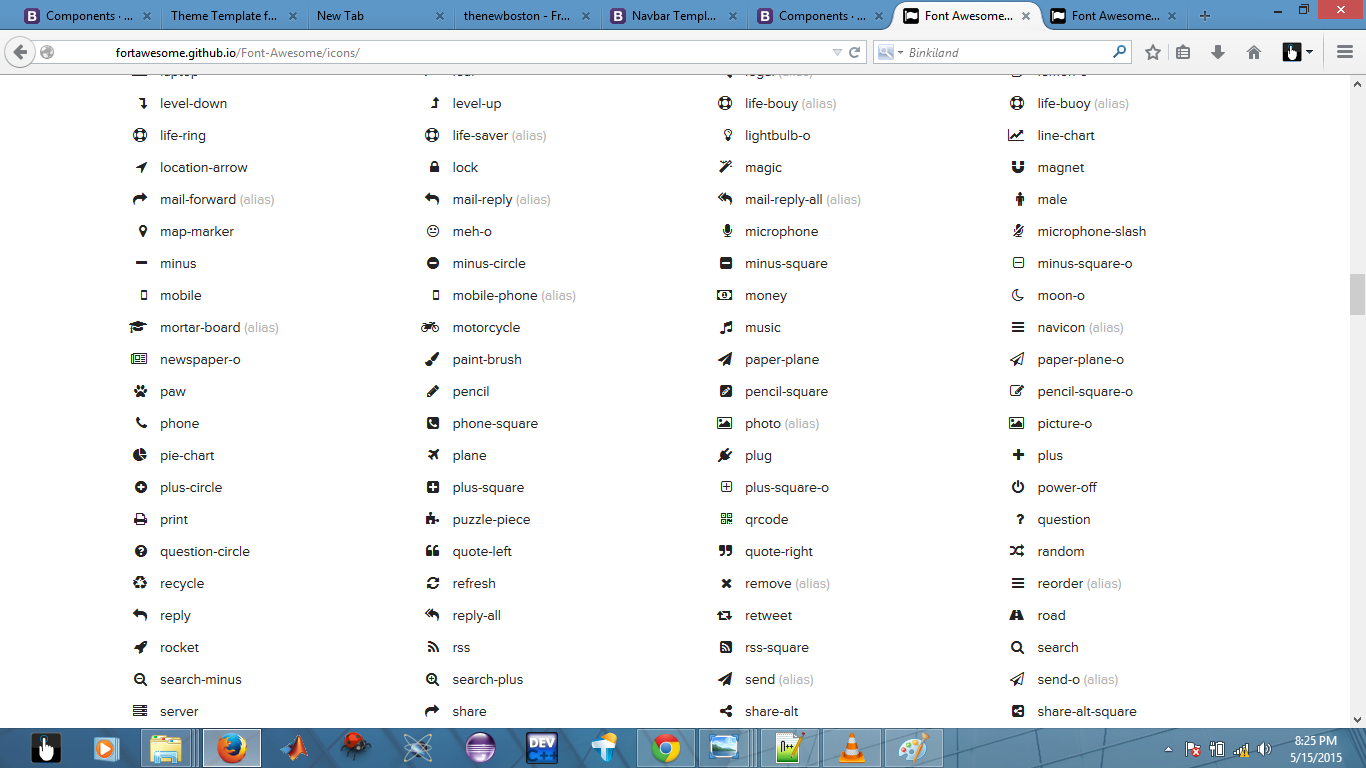 Components · ... Theme Template f... New Tab thenewboston - Fr... Navbar Templ... Components · ... Font Awesome... Font Awesome...
fortawesome.github.io/Font-Awesome/icons/ Binkiland
level-down level-up life-bouy (alias) life-buoy (alias)
life-ring life-saver (alias) lightbulb-o line-chart
location-arrow lock magic magnet
mail-forward (alias) mail-reply (alias) mail-reply-all (alias) male
map-marker meh-o microphone microphone-slash
minus minus-circle minus-square minus-square-o
mobile mobile-phone (alias) money moon-o
mortar-board (alias) motorcycle music navicon (alias)
newspaper-o paint-brush paper-plane paper-plane-o
paw pencil pencil-square pencil-square-o
phone phone-square photo (alias) picture-o
pie-chart plane plug plus
plus-circle plus-square plus-square-o power-off
print puzzle-piece qrcode question
question-circle quote-left quote-right random
recycle refresh remove (alias) reorder (alias)
reply reply-all retweet road
rocket rss rss-square search
search-minus search-plus send (alias) send-o (alias)
server share share-alt share-alt-square
DEV C++ N++ 8:25 PM
5/15/2015